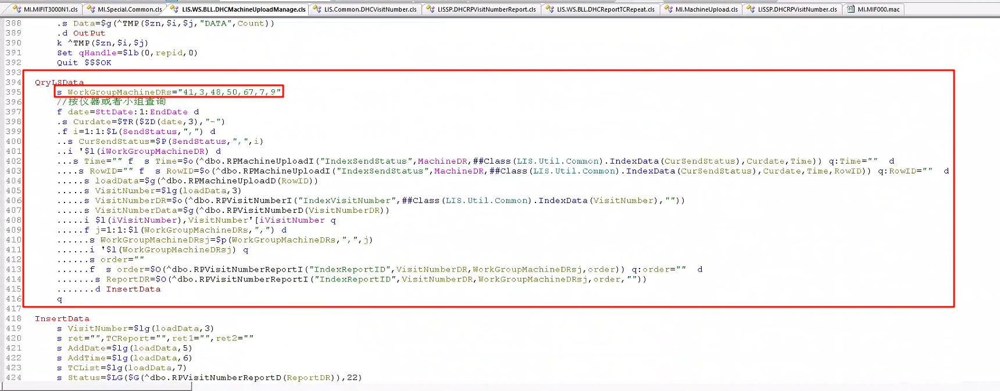 MI.MIFIT3000N1.cls MI.Special.Common.cls LIS.WS.BLL.DHCMachineUploadManage.cls LIS.Common.DHCVisitNumber.cls LISSP.DHCRPVisitNumberReport.cls LIS.WS.BLL.DHCReportTCRepeat.cls MI.MachineUpload.cls LISSP.DHCRPVisitNumber.cls MI.MIF000.mac
388 .s Data=$g(^TMP($zn,$i,$j,"DATA",Count))
389 .d OutPut
390 k ^TMP($zn,$i,$j)
391 Set qHandle=$lb(0,repid,0)
392 Quit $$$OK
393
394 QryLSData
395 s WorkGroupMachineDRs="41,3,48,50,67,7,9"
396 //按仪器或者小组查询
397 f date=SttDate:1:EndDate d
398 .s Curdate=$TR($ZD(date,3),"-")
399 .f i=1:1:$L(SendStatus,",") d
400 ..s CurSendStatus=$P(SendStatus,",",i)
401 ..i '$l(iWorkGroupMachineDR) d
402 ...s Time="" f  s Time=$o(^dbo.RPMachineUploadI("IndexSendStatus",MachineDR,##Class(LIS.Util.Common).IndexData(CurSendStatus),Curdate,Time)) q:Time=""  d
403 ....s RowID="" f  s RowID=$o(^dbo.RPMachineUploadI("IndexSendStatus",MachineDR,##Class(LIS.Util.Common).IndexData(CurSendStatus),Curdate,Time,RowID)) q:RowID=""  d
404 .....s loadData=$g(^dbo.RPMachineUploadD(RowID))
405 .....s VisitNumber=$lg(loadData,3)
406 .....s VisitNumberDR=$o(^dbo.RPVisitNumberI("IndexVisitNumber",##Class(LIS.Util.Common).IndexData(VisitNumber),""))
407 .....s VisitNumberData=$g(^dbo.RPVisitNumberD(VisitNumberDR))
408 .....i $l(iVisitNumber),VisitNumber'[iVisitNumber q
409 .....f j=1:1:$l(WorkGroupMachineDRs,",") d
410 ......s WorkGroupMachineDRsj=$p(WorkGroupMachineDRs,",",j)
411 ......i '$l(WorkGroupMachineDRsj) q
412 ......s order=""
413 ......f  s order=$O(^dbo.RPVisitNumberReportI("IndexReportID",VisitNumberDR,WorkGroupMachineDRsj,order)) q:order=""  d
414 .......s ReportDR=$O(^dbo.RPVisitNumberReportI("IndexReportID",VisitNumberDR,WorkGroupMachineDRsj,order,""))
415 .......d InsertData
416 q
417
418 InsertData
419 s VisitNumber=$lg(loadData,3)
420 s ret="",TCReport="",ret1="",ret2=""
421 s AddDate=$lg(loadData,5)
422 s AddTime=$lg(loadData,6)
423 s TCList=$lg(loadData,7)
424 s Status=$LG($G(^dbo.RPVisitNumberReportD(ReportDR)),22)